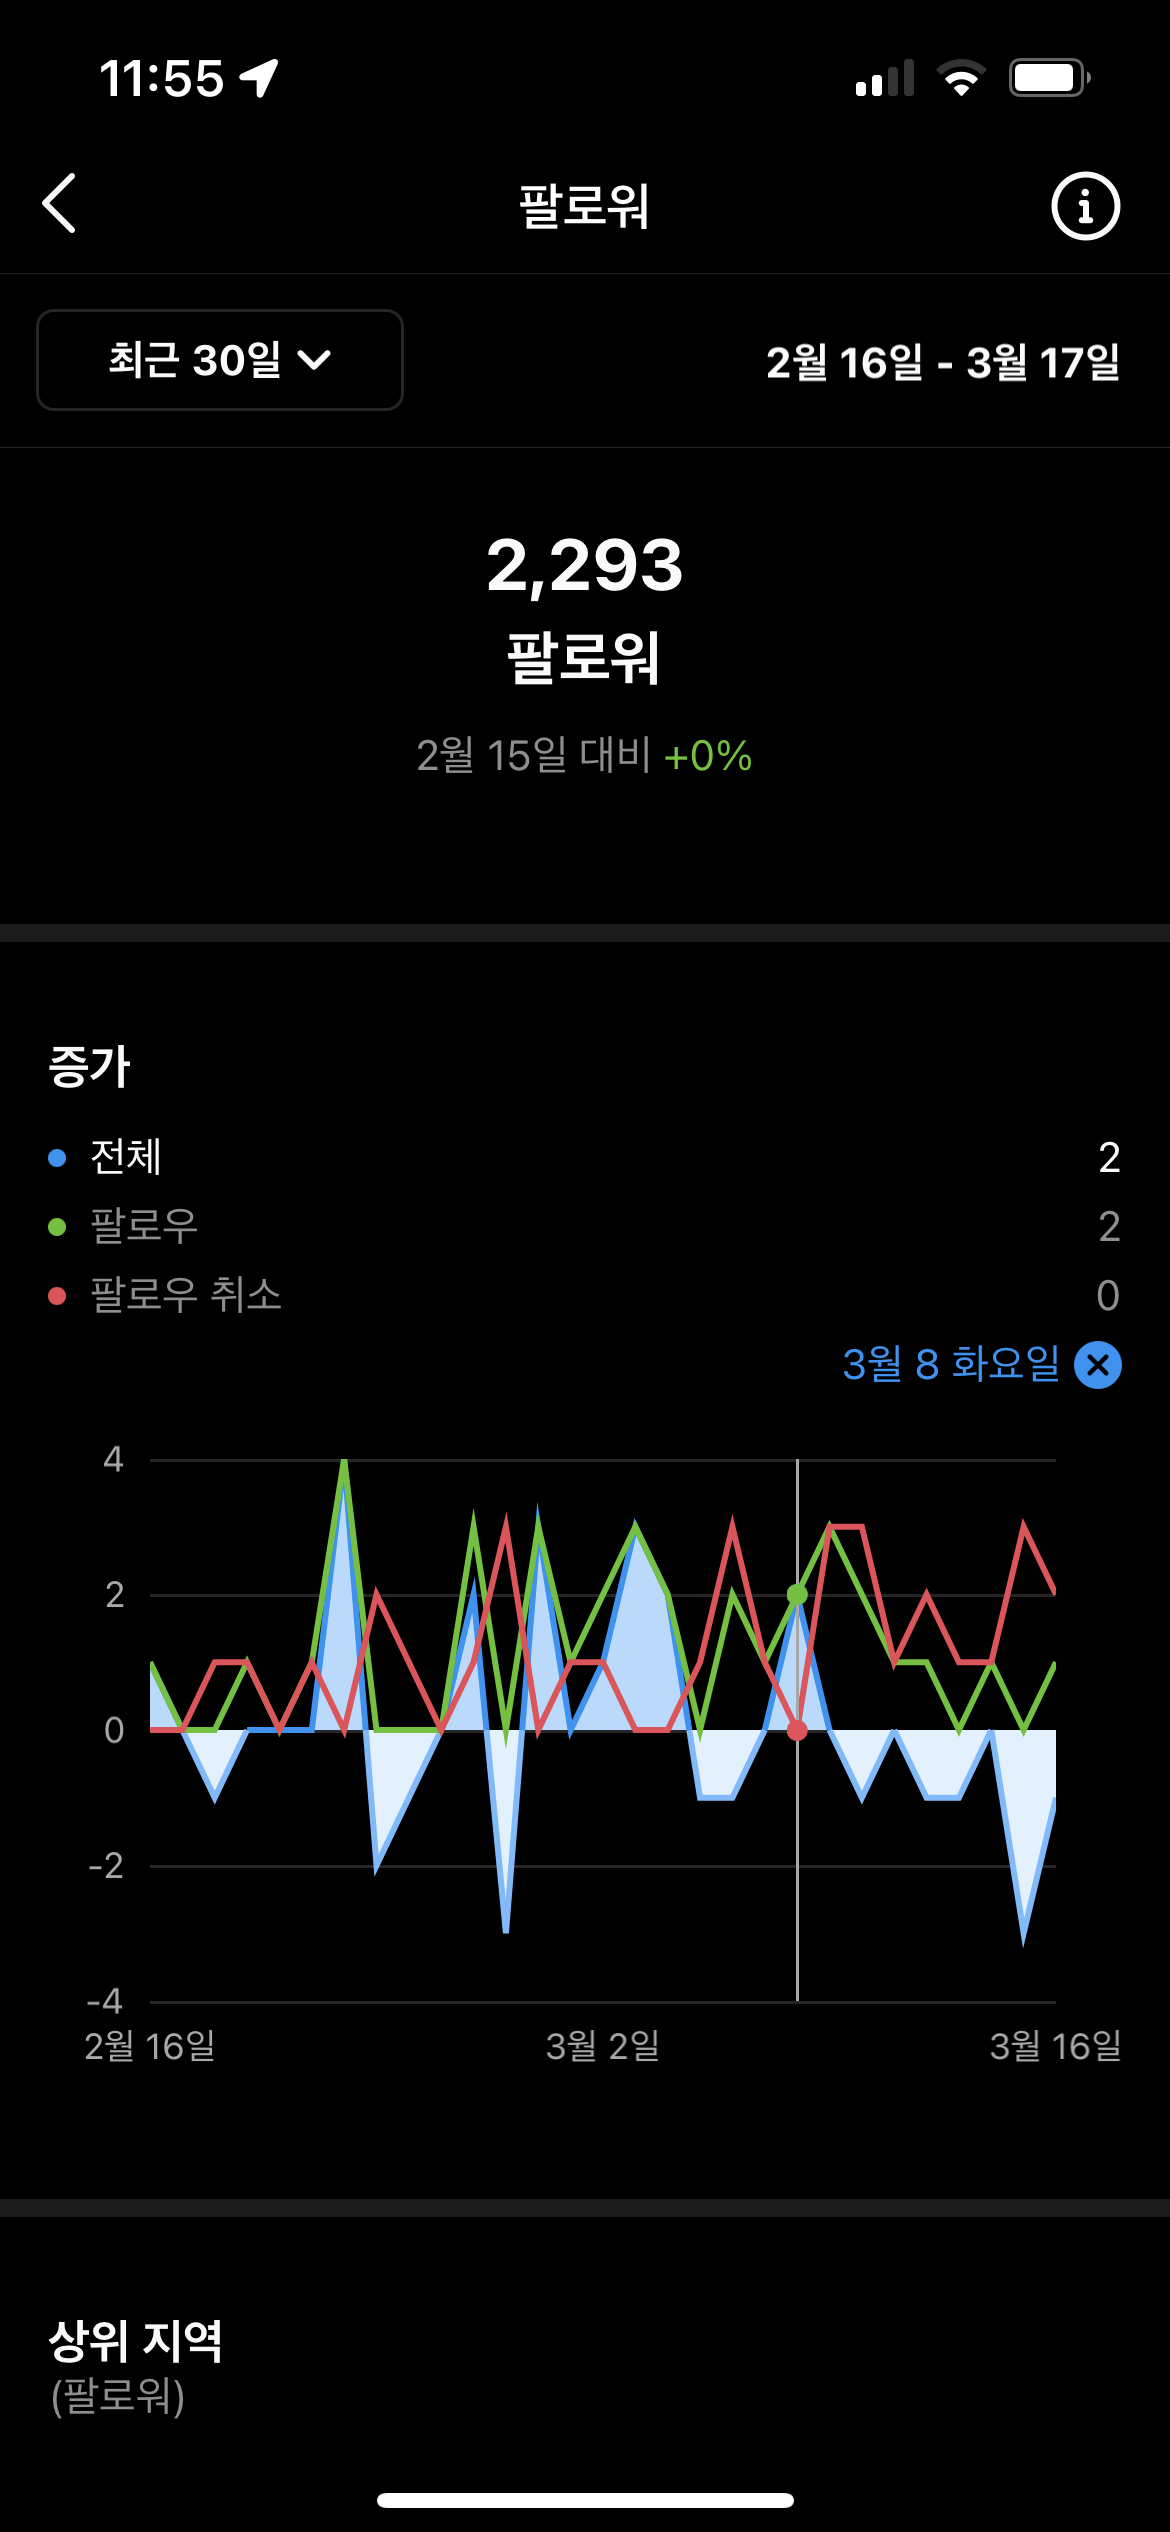 11:55
팔로워
최근 30일
2월 16일 - 3월 17일
2,293
팔로워
2월 15일 대비 +0%
증가
전체 2
팔로우 2
팔로우 취소 0
3월 8 화요일
4
2
0
-2
-4
2월 16일 3월 2일 3월 16일
상위 지역
(팔로워)